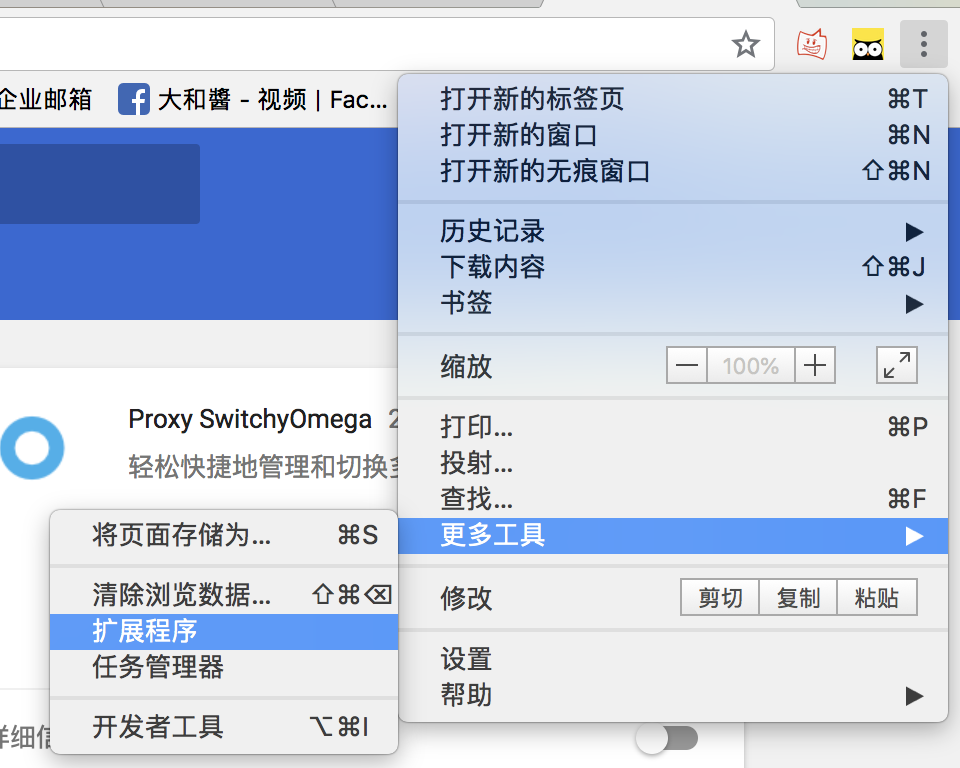 企业邮箱
大和醬 - 视频 | Fac...
打开新的标签页 ⌘T
打开新的窗口 ⌘N
打开新的无痕窗口 ⇧⌘N
历史记录 ▶
下载内容 ⇧⌘J
书签 ▶
缩放 — 100% +
打印... ⌘P
投射...
查找... ⌘F
更多工具 ▶
修改 剪切 复制 粘贴
设置
帮助 ▶
Proxy SwitchyOmega 2
轻松快捷地管理和切换
将页面存储为... ⌘S
清除浏览数据... ⇧⌘⌫
扩展程序
任务管理器
开发者工具 ⌥⌘I
详细信